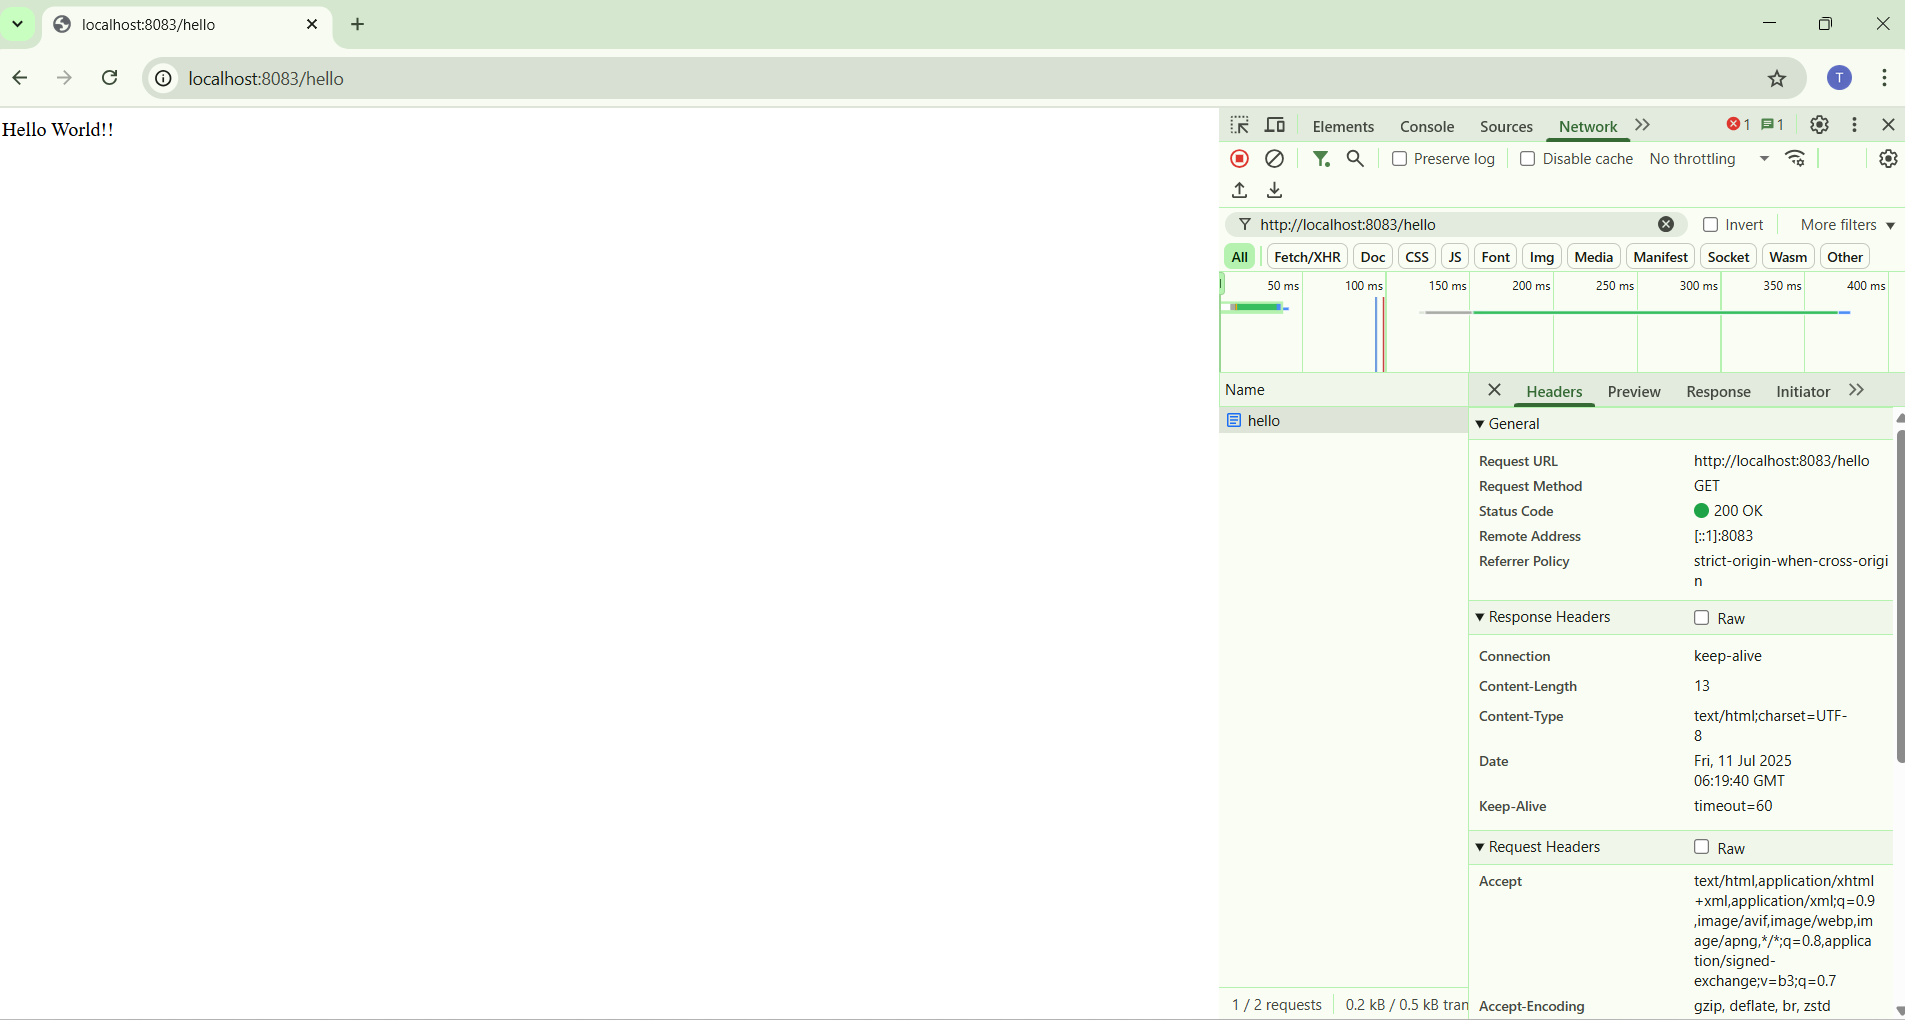 localhost:8083/hello
localhost:8083/hello
T
Hello World!!
Elements Console Sources Network 1 1
Preserve log Disable cache No throttling
http://localhost:8083/hello Invert More filters
All Fetch/XHR Doc CSS JS Font Img Media Manifest Socket Wasm Other
50 ms 100 ms 150 ms 200 ms 250 ms 300 ms 350 ms 400 ms
Name Headers Preview Response Initiator
hello
General
Request URL http://localhost:8083/hello
Request Method GET
Status Code 200 OK
Remote Address [::1]:8083
Referrer Policy strict-origin-when-cross-origi
n
Response Headers Raw
Connection keep-alive
Content-Length 13
Content-Type text/html;charset=UTF-
8
Date Fri, 11 Jul 2025
06:19:40 GMT
Keep-Alive timeout=60
Request Headers Raw
Accept text/html,application/xhtml
+xml,application/xml;q=0.9
,image/avif,image/webp,im
age/apng,*/*;q=0.8,applica
tion/signed-
exchange;v=b3;q=0.7
Accept-Encoding gzip, deflate, br, zstd
1 / 2 requests 0.2 kB / 0.5 kB tran